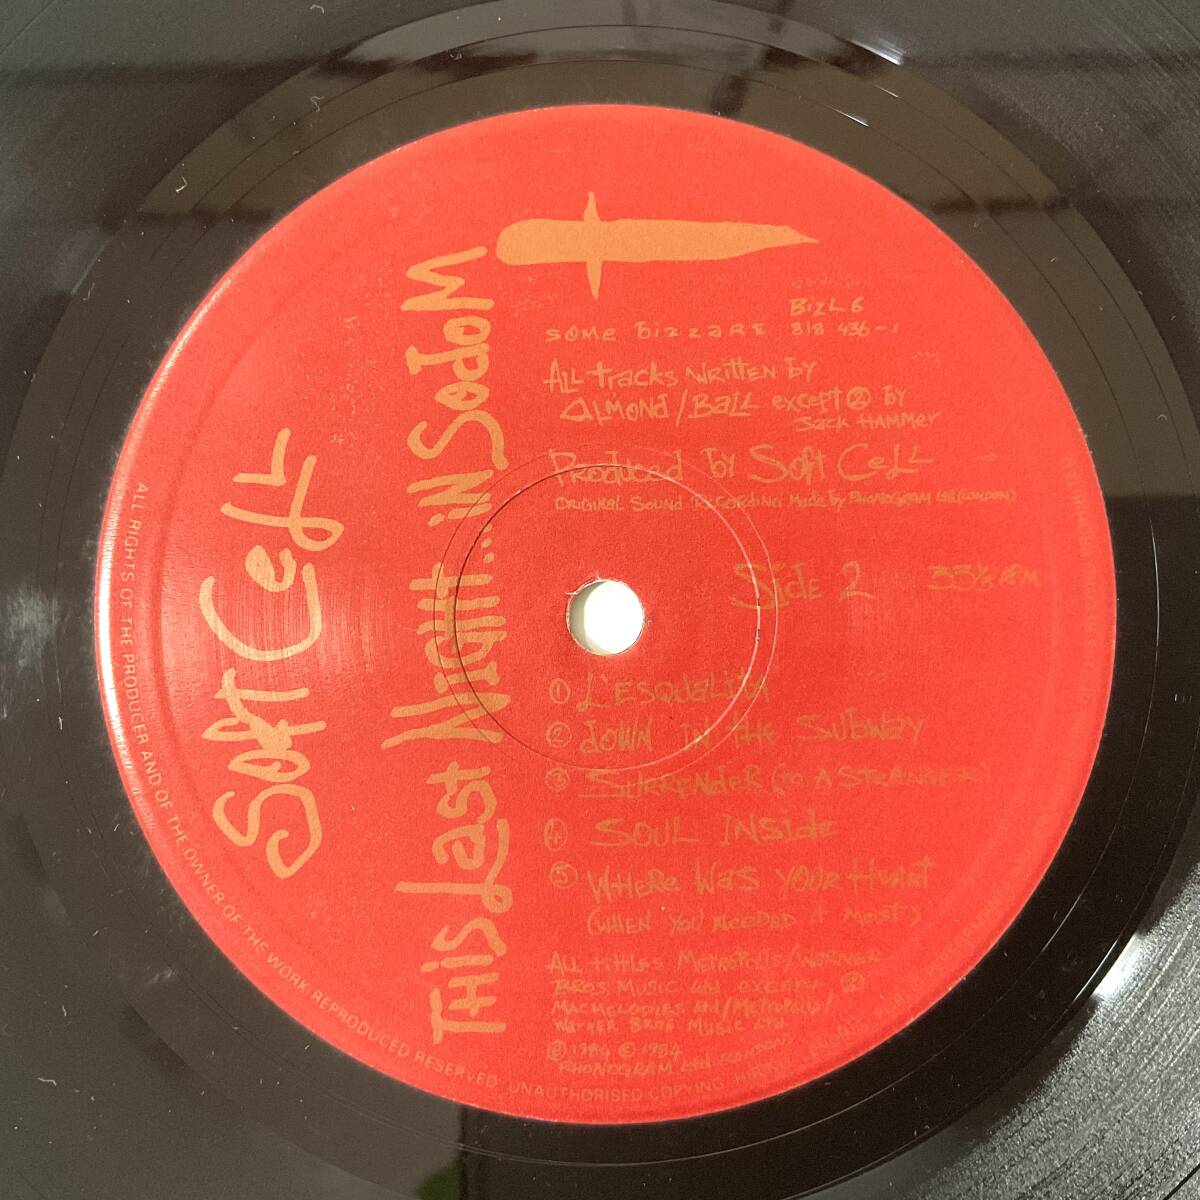 SOFT CELL
THIS LAST NIGHT... IN SODOM
BIZL 6
SOME BIZZARE 818 436-1
ALL TRACKS WRITTEN BY
ALMOND/BALL EXCEPT ② BY
JACK HAMMER
PRODUCED BY SOFT CELL
ORIGINAL SOUND RECORDING MADE BY PHONOGRAM Ltd (LONDON)
SIDE 2 33⅓ RPM
① L'ESQUALITA
② DOWN IN THE SUBWAY
③ SURRENDER (TO A STRANGER)
④ SOUL INSIDE
⑤ WHERE WAS YOUR HEART
(WHEN YOU NEEDED IT MOST)
ALL TITTLES METROPOLIS/WARNER
BROS MUSIC Ltd EXCEPT ②
MACMELODIES Ltd/METROPOLIS/
WARNER BROS MUSIC Ltd
Ⓟ 1984 © 1984
PHONOGRAM Ltd LONDON
ALL RIGHTS OF THE PRODUCER AND OF THE OWNER OF THE WORK REPRODUCED RESERVED. UNAUTHORISED COPYING,